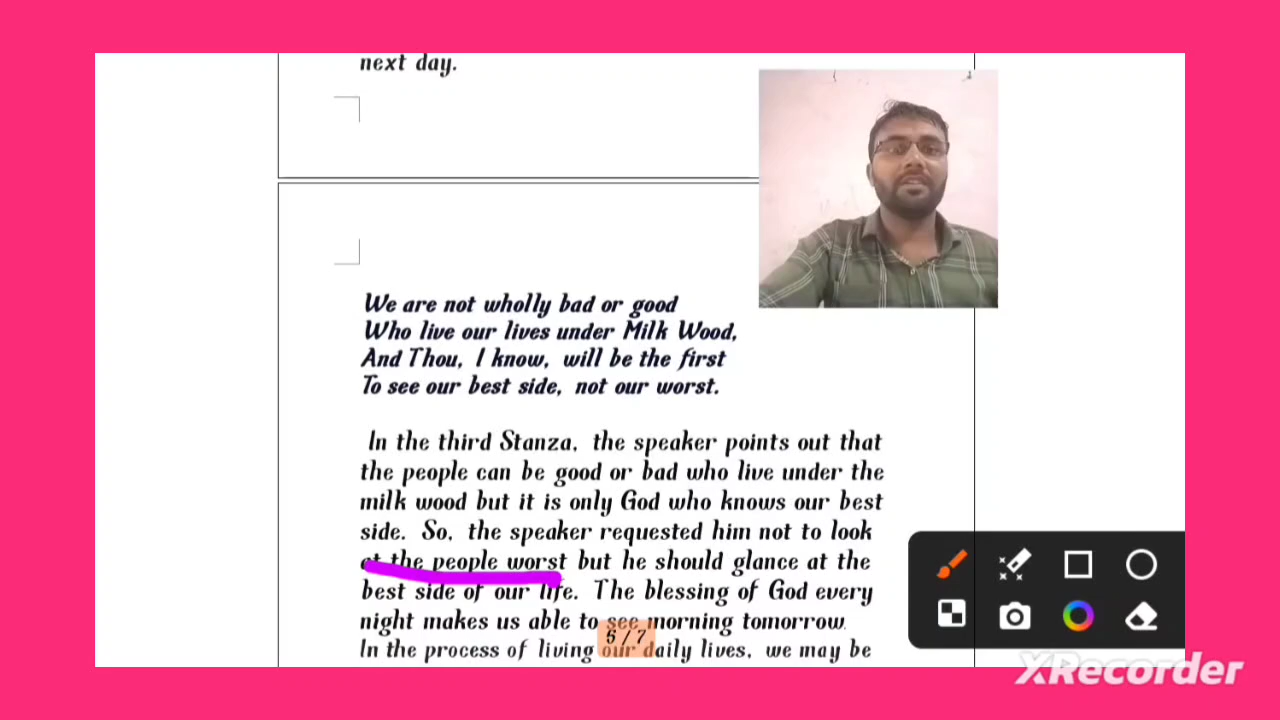 next day.
We are not wholly bad or good
Who live our lives under Milk Wood,
And Thou, I know, will be the first
To see our best side, not our worst.
In the third Stanza, the speaker points out that
the people can be good or bad who live under the
milk wood but it is only God who knows our best
side. So, the speaker requested him not to look
at the people worst but he should glance at the
best side of our life. The blessing of God every
night makes us able to see morning tomorrow.
6 / 7
In the process of living our daily lives, we may be
XRecorder